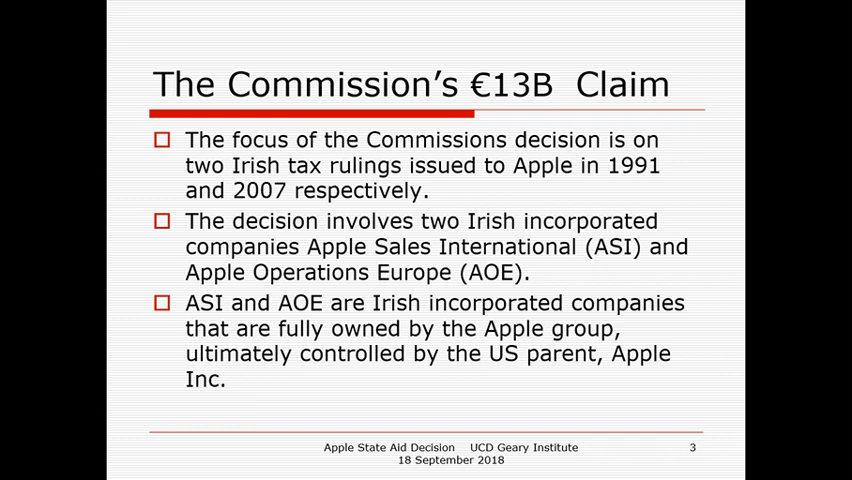 The Commission's €13B Claim
The focus of the Commissions decision is on
two Irish tax rulings issued to Apple in 1991
and 2007 respectively.
The decision involves two Irish incorporated
companies Apple Sales International (ASI) and
Apple Operations Europe (AOE).
ASI and AOE are Irish incorporated companies
that are fully owned by the Apple group,
ultimately controlled by the US parent, Apple
Inc.
Apple State Aid Decision UCD Geary Institute 3
18 September 2018